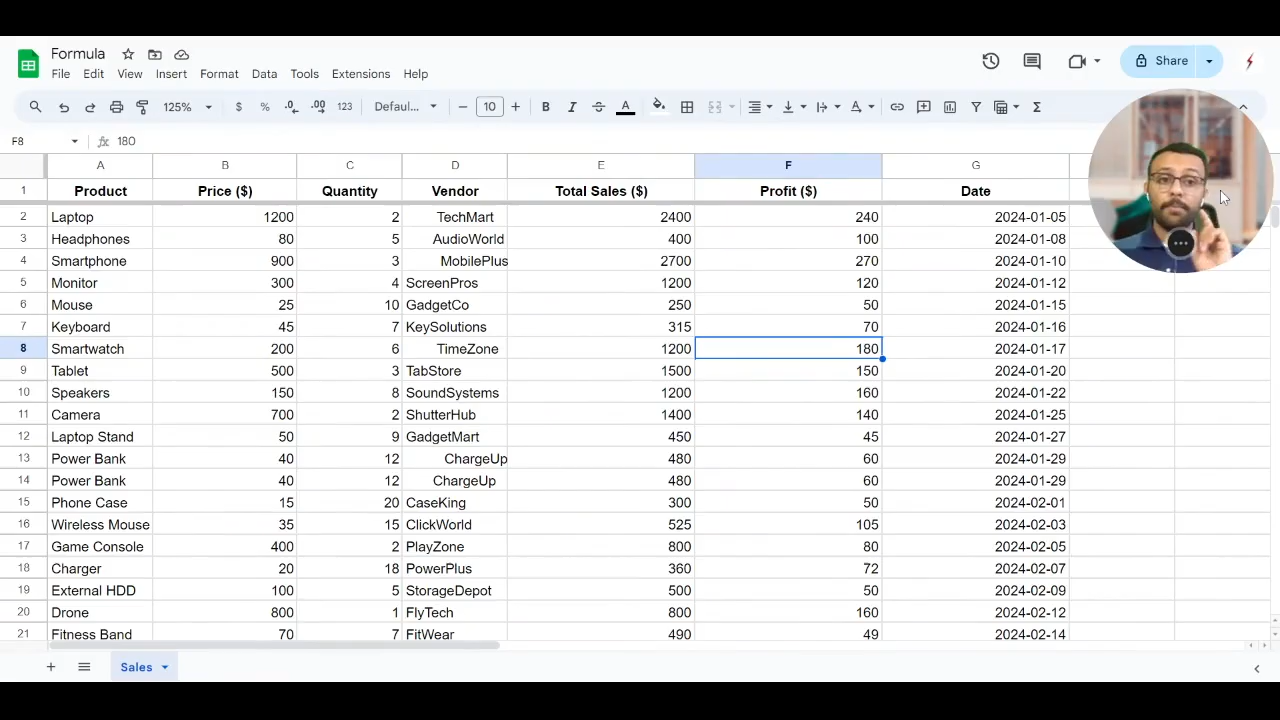 Formula
File Edit View Insert Format Data Tools Extensions Help
Share
125% $ % .0 .00 123 Defaul... 10 B I S A Σ
F8 fx 180
A B C D E F G
1 Product Price ($) Quantity Vendor Total Sales ($) Profit ($) Date
2 Laptop 1200 2 TechMart 2400 240 2024-01-05
3 Headphones 80 5 AudioWorld 400 100 2024-01-08
4 Smartphone 900 3 MobilePlus 2700 270 2024-01-10
5 Monitor 300 4 ScreenPros 1200 120 2024-01-12
6 Mouse 25 10 GadgetCo 250 50 2024-01-15
7 Keyboard 45 7 KeySolutions 315 70 2024-01-16
8 Smartwatch 200 6 TimeZone 1200 180 2024-01-17
9 Tablet 500 3 TabStore 1500 150 2024-01-20
10 Speakers 150 8 SoundSystems 1200 160 2024-01-22
11 Camera 700 2 ShutterHub 1400 140 2024-01-25
12 Laptop Stand 50 9 GadgetMart 450 45 2024-01-27
13 Power Bank 40 12 ChargeUp 480 60 2024-01-29
14 Power Bank 40 12 ChargeUp 480 60 2024-01-29
15 Phone Case 15 20 CaseKing 300 50 2024-02-01
16 Wireless Mouse 35 15 ClickWorld 525 105 2024-02-03
17 Game Console 400 2 PlayZone 800 80 2024-02-05
18 Charger 20 18 PowerPlus 360 72 2024-02-07
19 External HDD 100 5 StorageDepot 500 50 2024-02-09
20 Drone 800 1 FlyTech 800 160 2024-02-12
21 Fitness Band 70 7 FitWear 490 49 2024-02-14
Sales